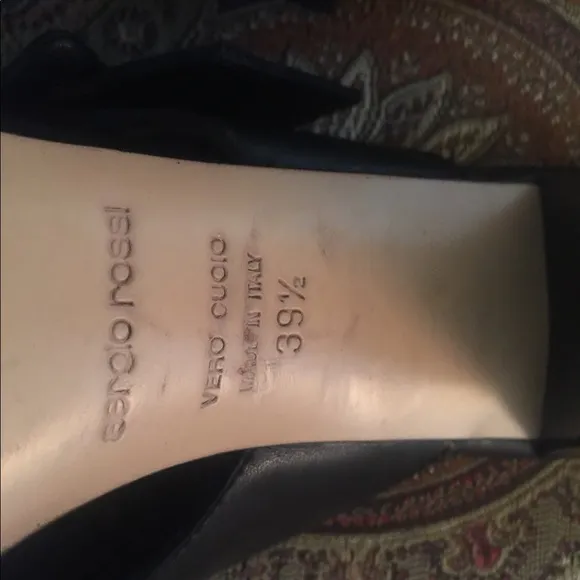 sergio rossi
VERO CUOIO
MADE IN ITALY
39½